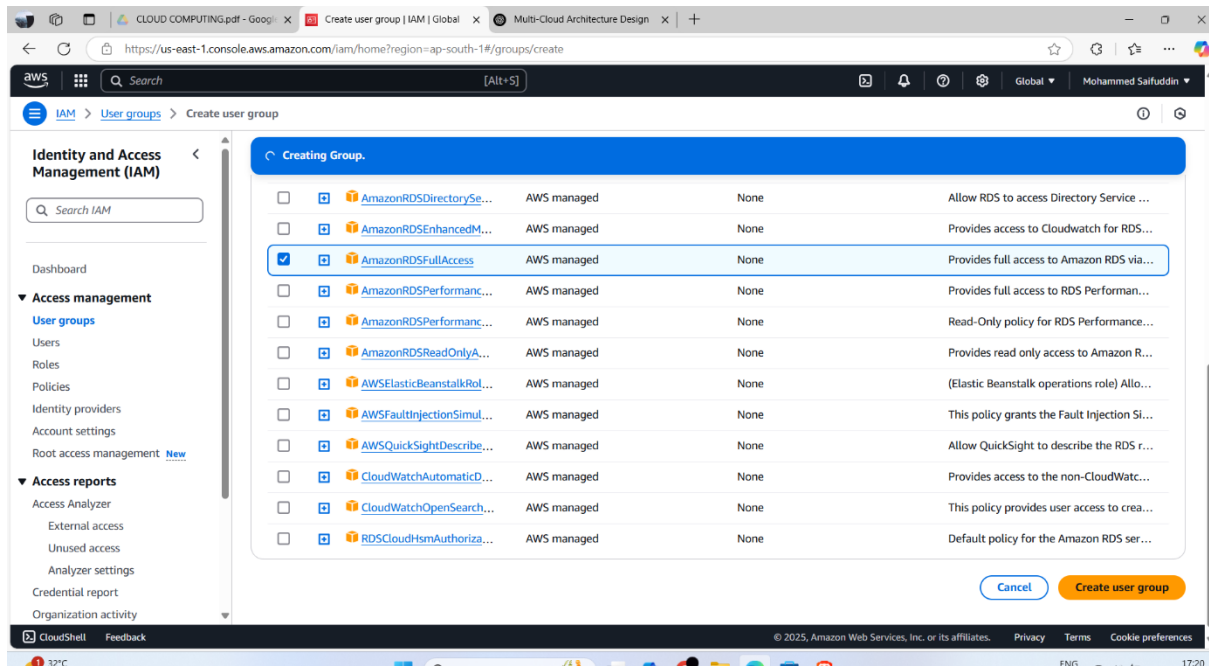 CLOUD COMPUTING.pdf - Googl
Create user group | IAM | Global
Multi-Cloud Architecture Design
https://us-east-1.console.aws.amazon.com/iam/home?region=ap-south-1#/groups/create
aws Search [Alt+S] Global Mohammed Saifuddin
IAM > User groups > Create user group
Identity and Access
Management (IAM)
Search IAM
Dashboard
Access management
User groups
Users
Roles
Policies
Identity providers
Account settings
Root access management New
Access reports
Access Analyzer
External access
Unused access
Analyzer settings
Credential report
Organization activity
Creating Group.
AmazonRDSDirectorySe... AWS managed None Allow RDS to access Directory Service ...
AmazonRDSEnhancedM... AWS managed None Provides access to Cloudwatch for RDS...
AmazonRDSFullAccess AWS managed None Provides full access to Amazon RDS via...
AmazonRDSPerformanc... AWS managed None Provides full access to RDS Performan...
AmazonRDSPerformanc... AWS managed None Read-Only policy for RDS Performance...
AmazonRDSReadOnlyA... AWS managed None Provides read only access to Amazon R...
AWSElasticBeanstalkRol... AWS managed None (Elastic Beanstalk operations role) Allo...
AWSFaultInjectionSimul... AWS managed None This policy grants the Fault Injection Si...
AWSQuickSightDescribe... AWS managed None Allow QuickSight to describe the RDS r...
CloudWatchAutomaticD... AWS managed None Provides access to the non-CloudWatc...
CloudWatchOpenSearch... AWS managed None This policy provides user access to crea...
RDSCloudHsmAuthoriza... AWS managed None Default policy for the Amazon RDS ser...
Cancel Create user group
CloudShell Feedback © 2025, Amazon Web Services, Inc. or its affiliates. Privacy Terms Cookie preferences
1 32°C ENG 17:20